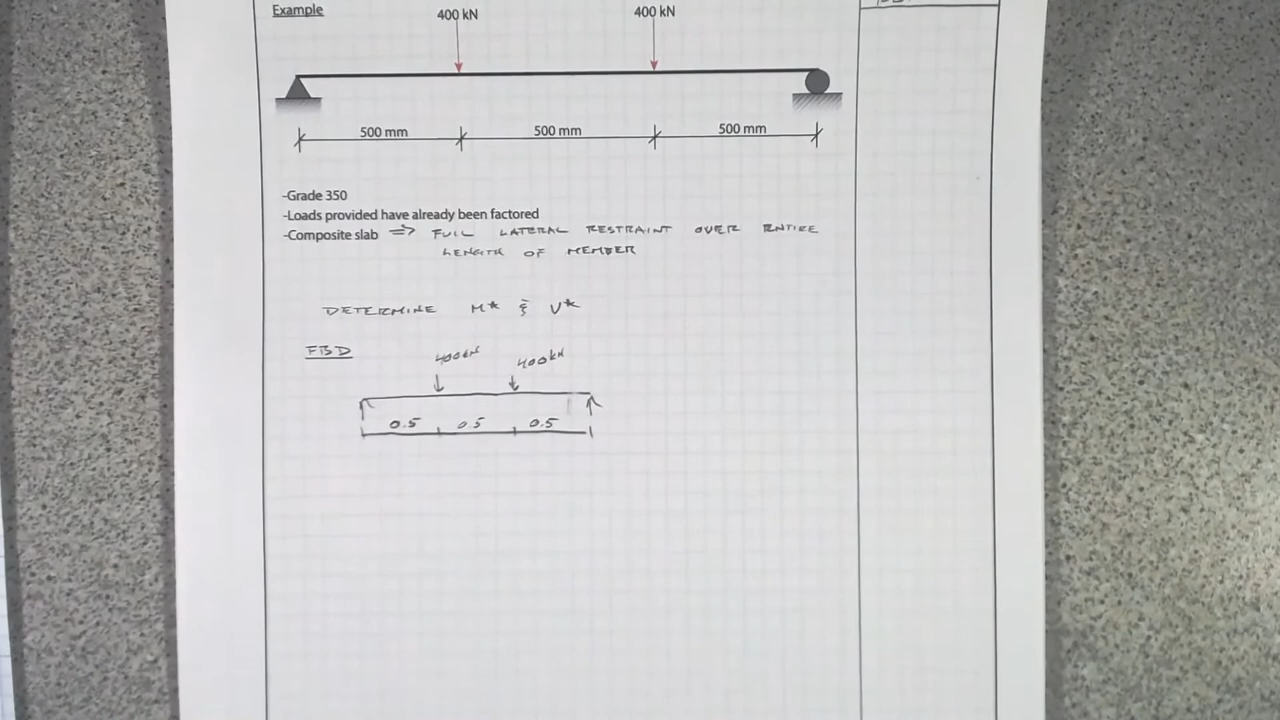 Example
400 kN 400 kN
500 mm 500 mm 500 mm
-Grade 350
-Loads provided have already been factored
-Composite slab => FULL LATERAL RESTRAINT OVER ENTIRE
LENGTH OF MEMBER
DETERMINE M* & V*
FBD
400kN 400kN
0.5 0.5 0.5